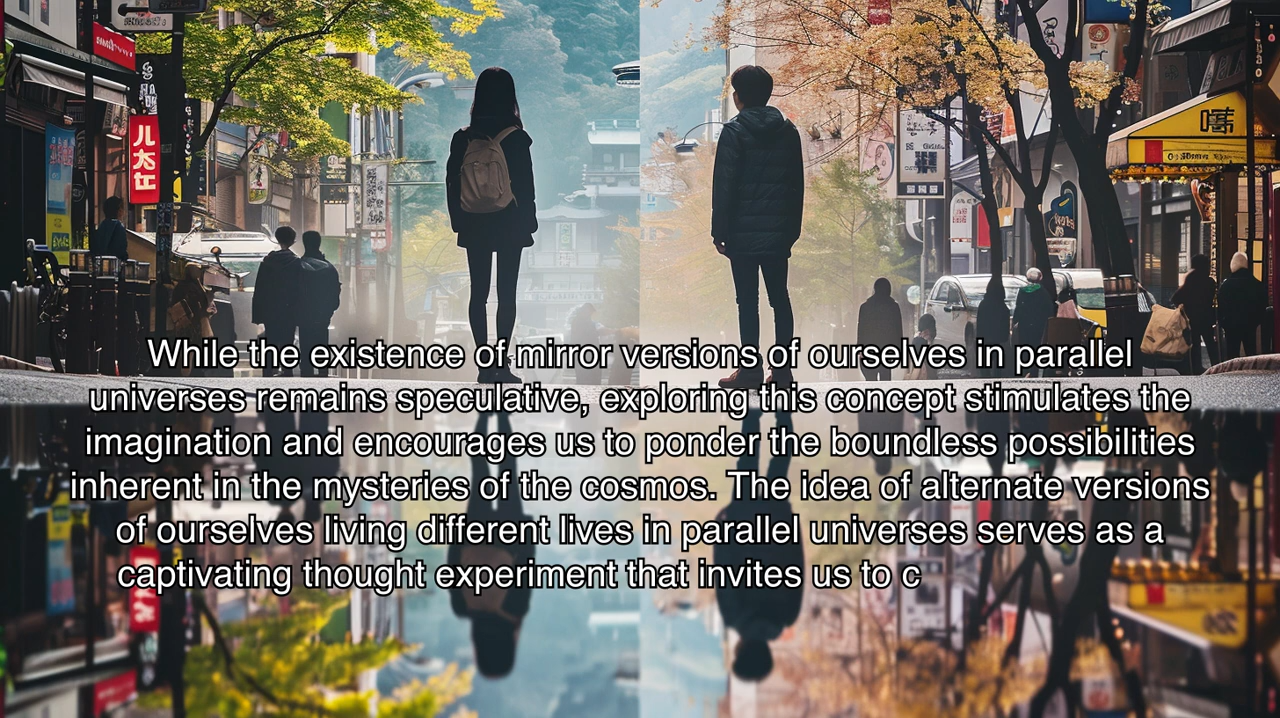 While the existence of mirror versions of ourselves in parallel
universes remains speculative, exploring this concept stimulates the
imagination and encourages us to ponder the boundless possibilities
inherent in the mysteries of the cosmos. The idea of alternate versions
of ourselves living different lives in parallel universes serves as a
captivating thought experiment that invites us to c